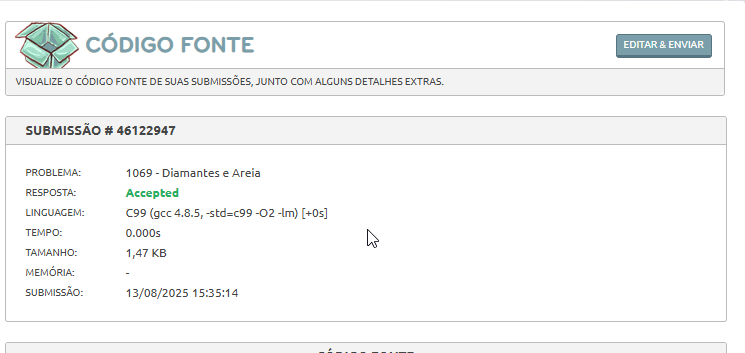 CÓDIGO FONTE
EDITAR & ENVIAR
VISUALIZE O CÓDIGO FONTE DE SUAS SUBMISSÕES, JUNTO COM ALGUNS DETALHES EXTRAS.
SUBMISSÃO # 46122947
PROBLEMA: 1069 - Diamantes e Areia
RESPOSTA: Accepted
LINGUAGEM: C99 (gcc 4.8.5, -std=c99 -O2 -lm) [+0s]
TEMPO: 0.000s
TAMANHO: 1,47 KB
MEMÓRIA: -
SUBMISSÃO: 13/08/2025 15:35:14
CÓDIGO FONTE